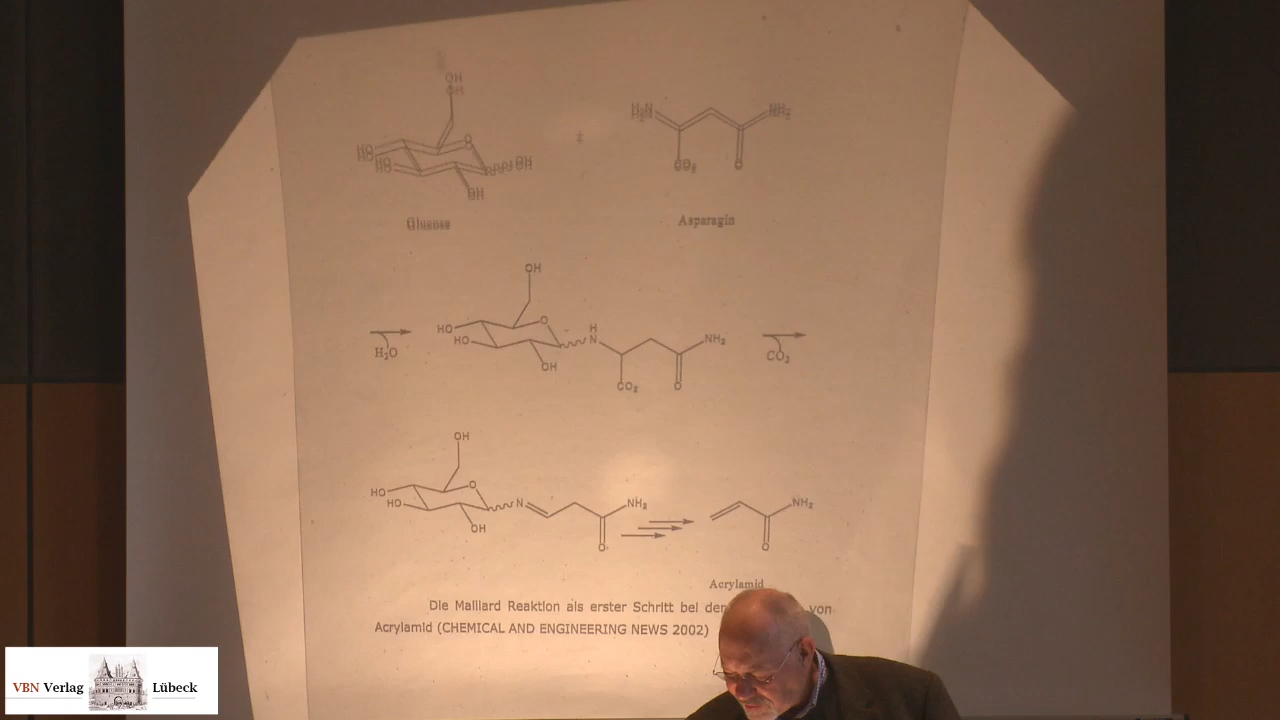 OH
HO
HO
O
OH
OH
H₂N
NH₂
CO₂
O
Glucose
Asparagin
OH
HO
HO
O
OH
H
N
NH₂
CO₂
O
H₂O
CO₂
OH
HO
HO
O
OH
N
NH₂
O
NH₂
O
Acrylamid
Die Maillard Reaktion als erster Schritt bei der von
Acrylamid (CHEMICAL AND ENGINEERING NEWS 2002)
VBN Verlag Lübeck